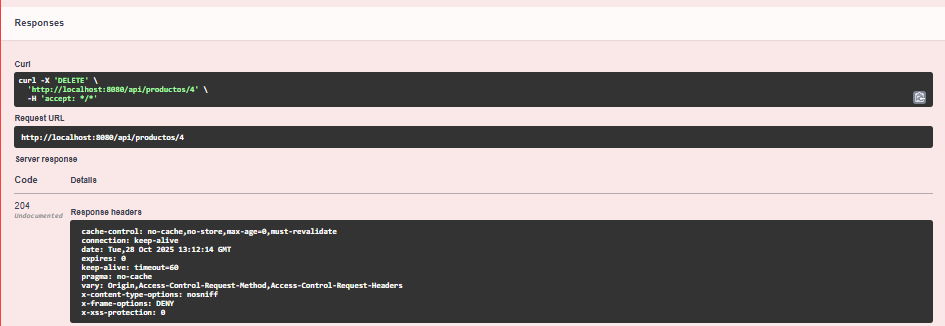 Responses
Curl
curl -X 'DELETE' \
'http://localhost:8080/api/productos/4' \
-H 'accept: */*'
Request URL
http://localhost:8080/api/productos/4
Server response
Code Details
204
Undocumented
Response headers
cache-control: no-cache,no-store,max-age=0,must-revalidate
connection: keep-alive
date: Tue,28 Oct 2025 13:12:14 GMT
expires: 0
keep-alive: timeout=60
pragma: no-cache
vary: Origin,Access-Control-Request-Method,Access-Control-Request-Headers
x-content-type-options: nosniff
x-frame-options: DENY
x-xss-protection: 0